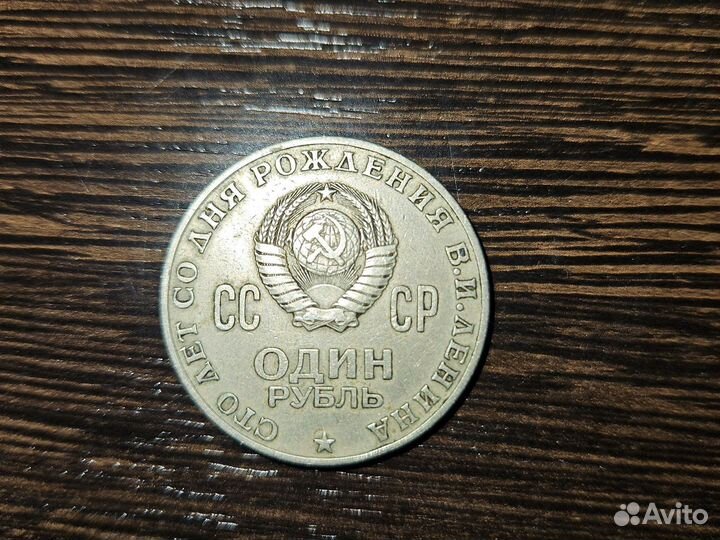 СТО ЛЕТ СО ДНЯ РОЖДЕНИЯ В.И.ЛЕНИНА
СС СР
ОДИН
РУБЛЬ
Avito